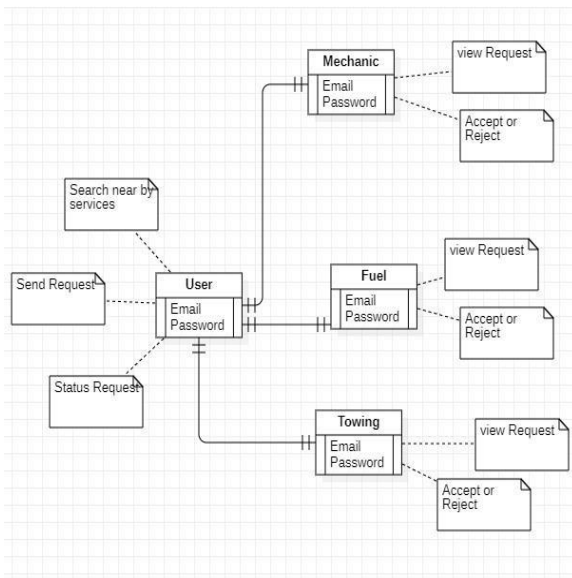 Mechanic
Email
Password
view Request
Accept or
Reject
Search near by
services
Send Request
User
Email
Password
Status Request
Fuel
Email
Password
view Request
Accept or
Reject
Towing
Email
Password
view Request
Accept or
Reject